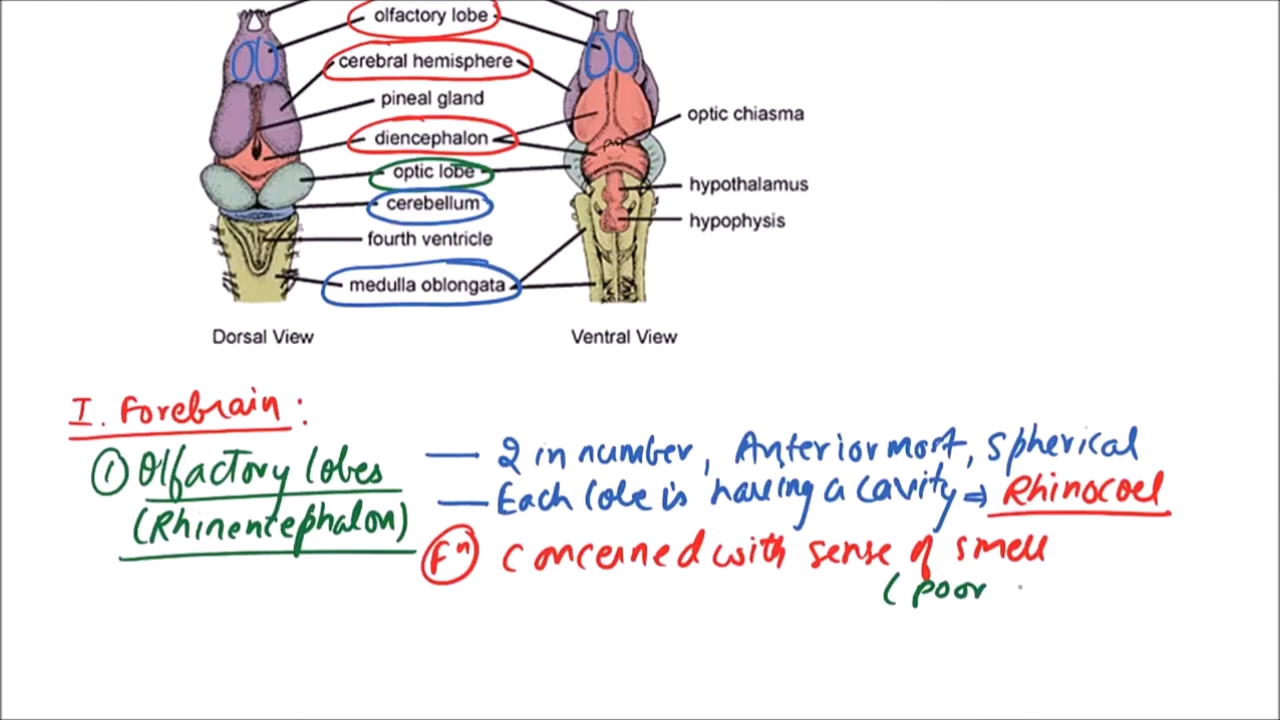 olfactory lobe
cerebral hemisphere
pineal gland
optic chiasma
diencephalon
optic lobe
hypothalamus
cerebellum
hypophysis
fourth ventricle
medulla oblongata
Dorsal View
Ventral View
I. Forebrain :
① Olfactory lobes — 2 in number, Anteriormost, Spherical
(Rhinencephalon) — Each lobe is having a cavity ⇒ Rhinocoel
Fⁿ Concerned with sense of smell
( poor